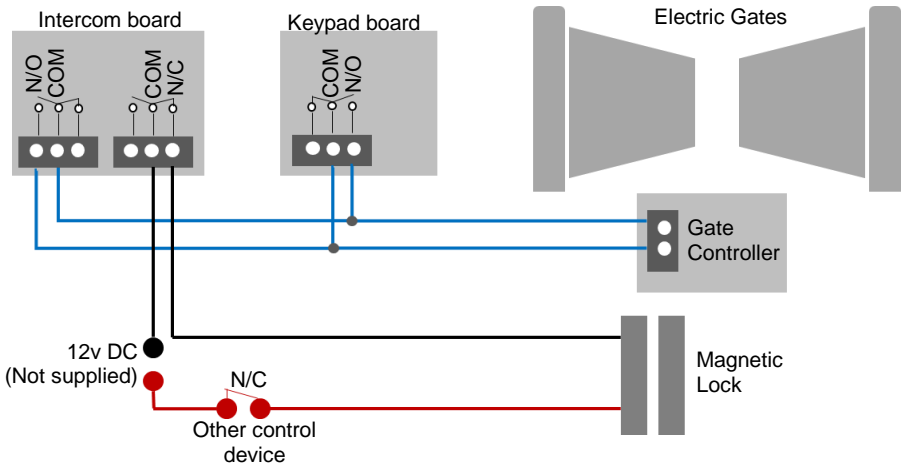 Intercom board
Keypad board
Electric Gates
N/O
COM
COM
N/C
COM
N/O
Gate
Controller
12v DC
(Not supplied)
N/C
Other control
device
Magnetic
Lock